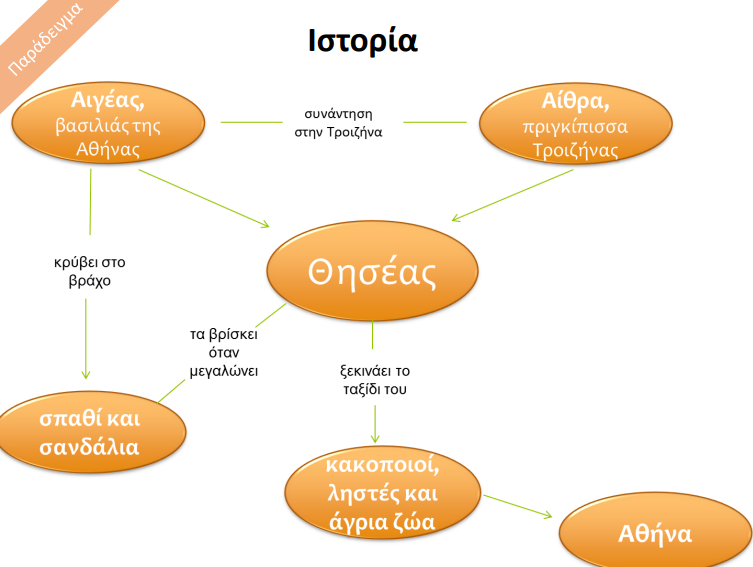 Παράδειγμα
Ιστορία
Αιγέας,
βασιλιάς της
Αθήνας
συνάντηση
στην Τροιζήνα
Αίθρα,
πριγκίπισσα
Τροιζήνας
Θησέας
κρύβει στο
βράχο
τα βρίσκει
όταν
μεγαλώνει
ξεκινάει το
ταξίδι του
σπαθί και
σανδάλια
κακοποιοί,
ληστές και
άγρια ζώα
Αθήνα